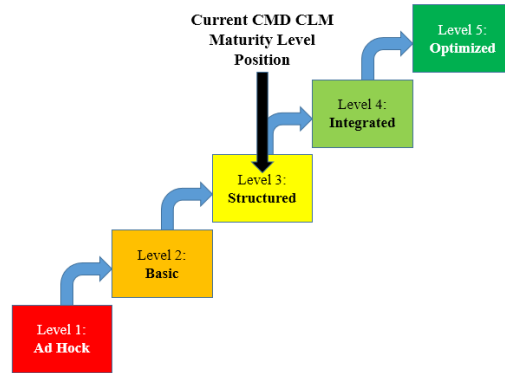 Current CMD CLM
Maturity Level
Position
Level 5:
Optimized
Level 4:
Integrated
Level 3:
Structured
Level 2:
Basic
Level 1:
Ad Hock